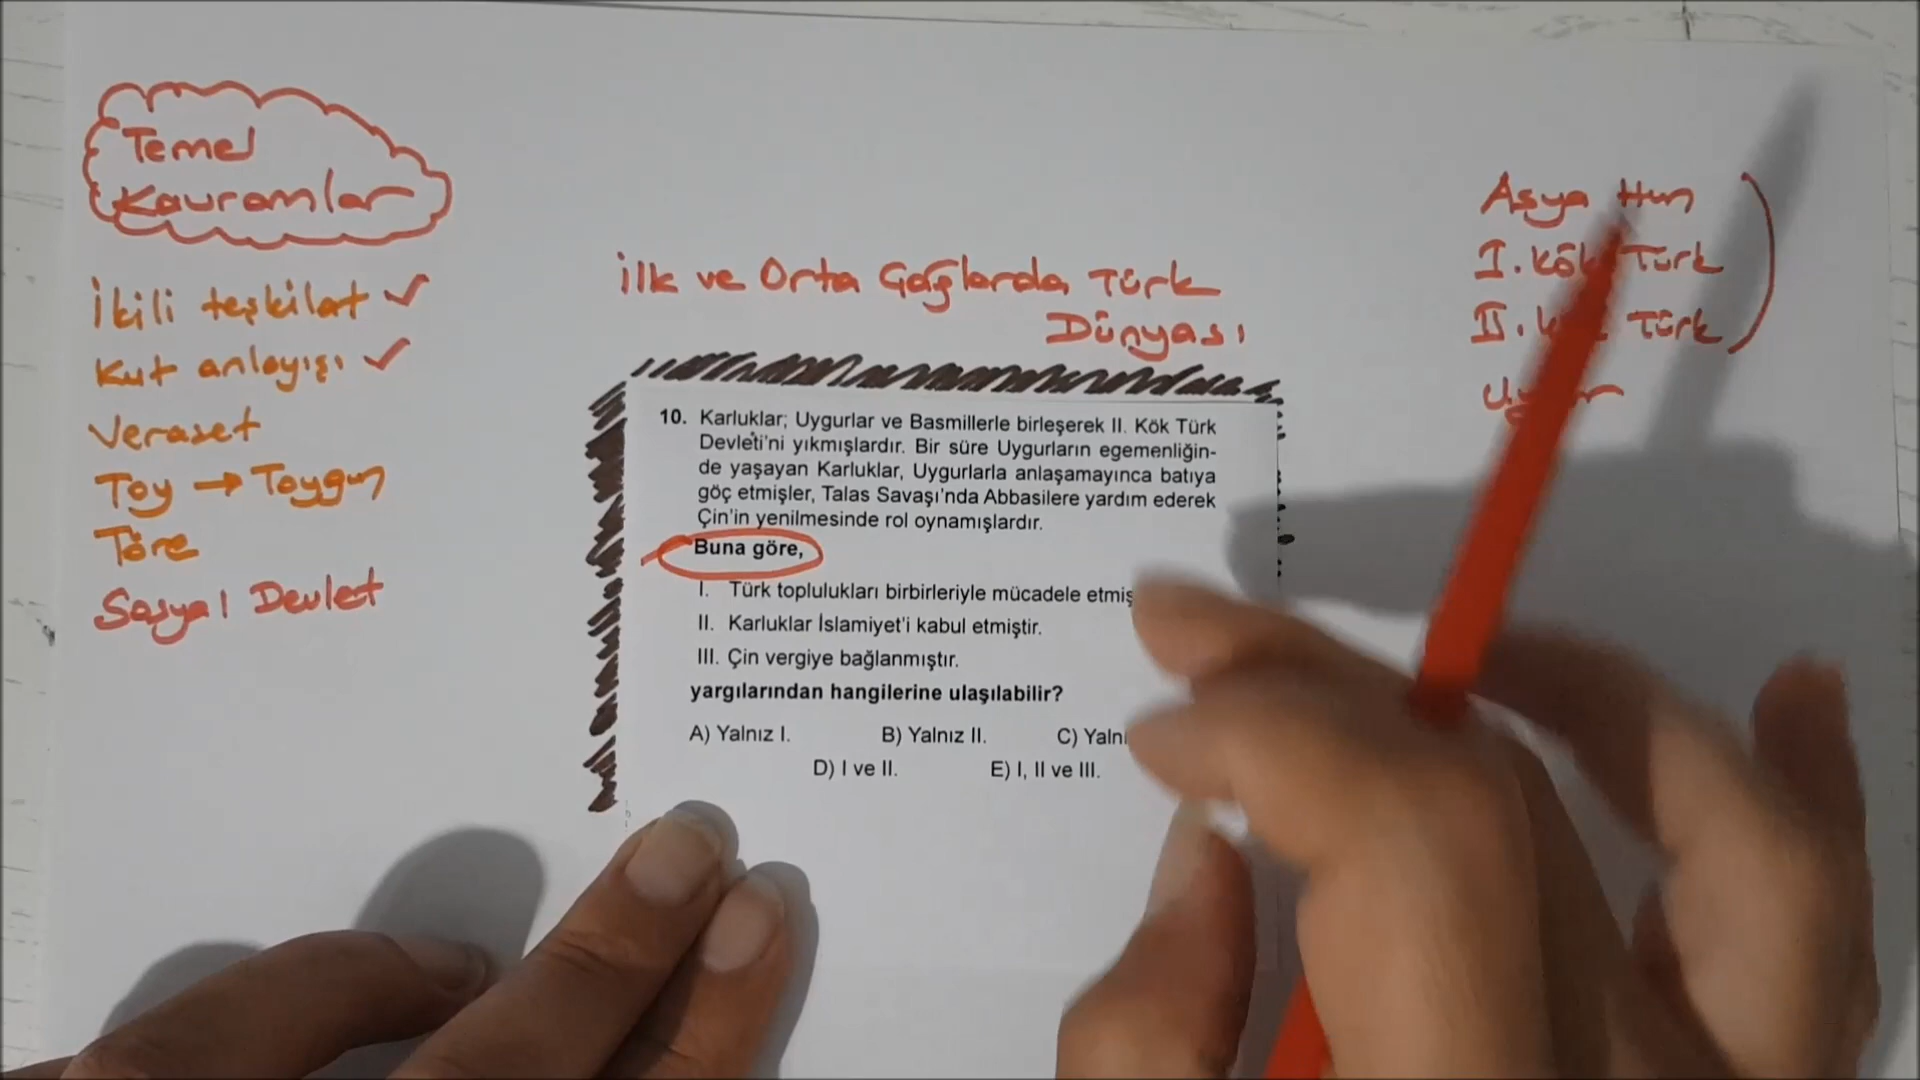 Temel
Kavramlar
İkili teşkilat ✓
Kut anlayışı ✓
Veraset
Toy → Toygun
Töre
Sosyal Devlet
İlk ve Orta Çağlarda Türk
Dünyası
10. Karluklar; Uygurlar ve Basmillerle birleşerek II. Kök Türk
Devleti'ni yıkmışlardır. Bir süre Uygurların egemenliğin-
de yaşayan Karluklar, Uygurlarla anlaşamayınca batıya
göç etmişler, Talas Savaşı'nda Abbasilere yardım ederek
Çin'in yenilmesinde rol oynamışlardır.
Buna göre,
I. Türk toplulukları birbirleriyle mücadele
II. Karluklar İslamiyet'i kabul etmiştir.
III. Çin vergiye bağlanmıştır.
yargılarından hangilerine ulaşılabilir?
A) Yalnız I. B) Yalnız II. C)
D) I ve II. E) I, II ve III.
Asya Hun
I. Kök Türk
II. Türk